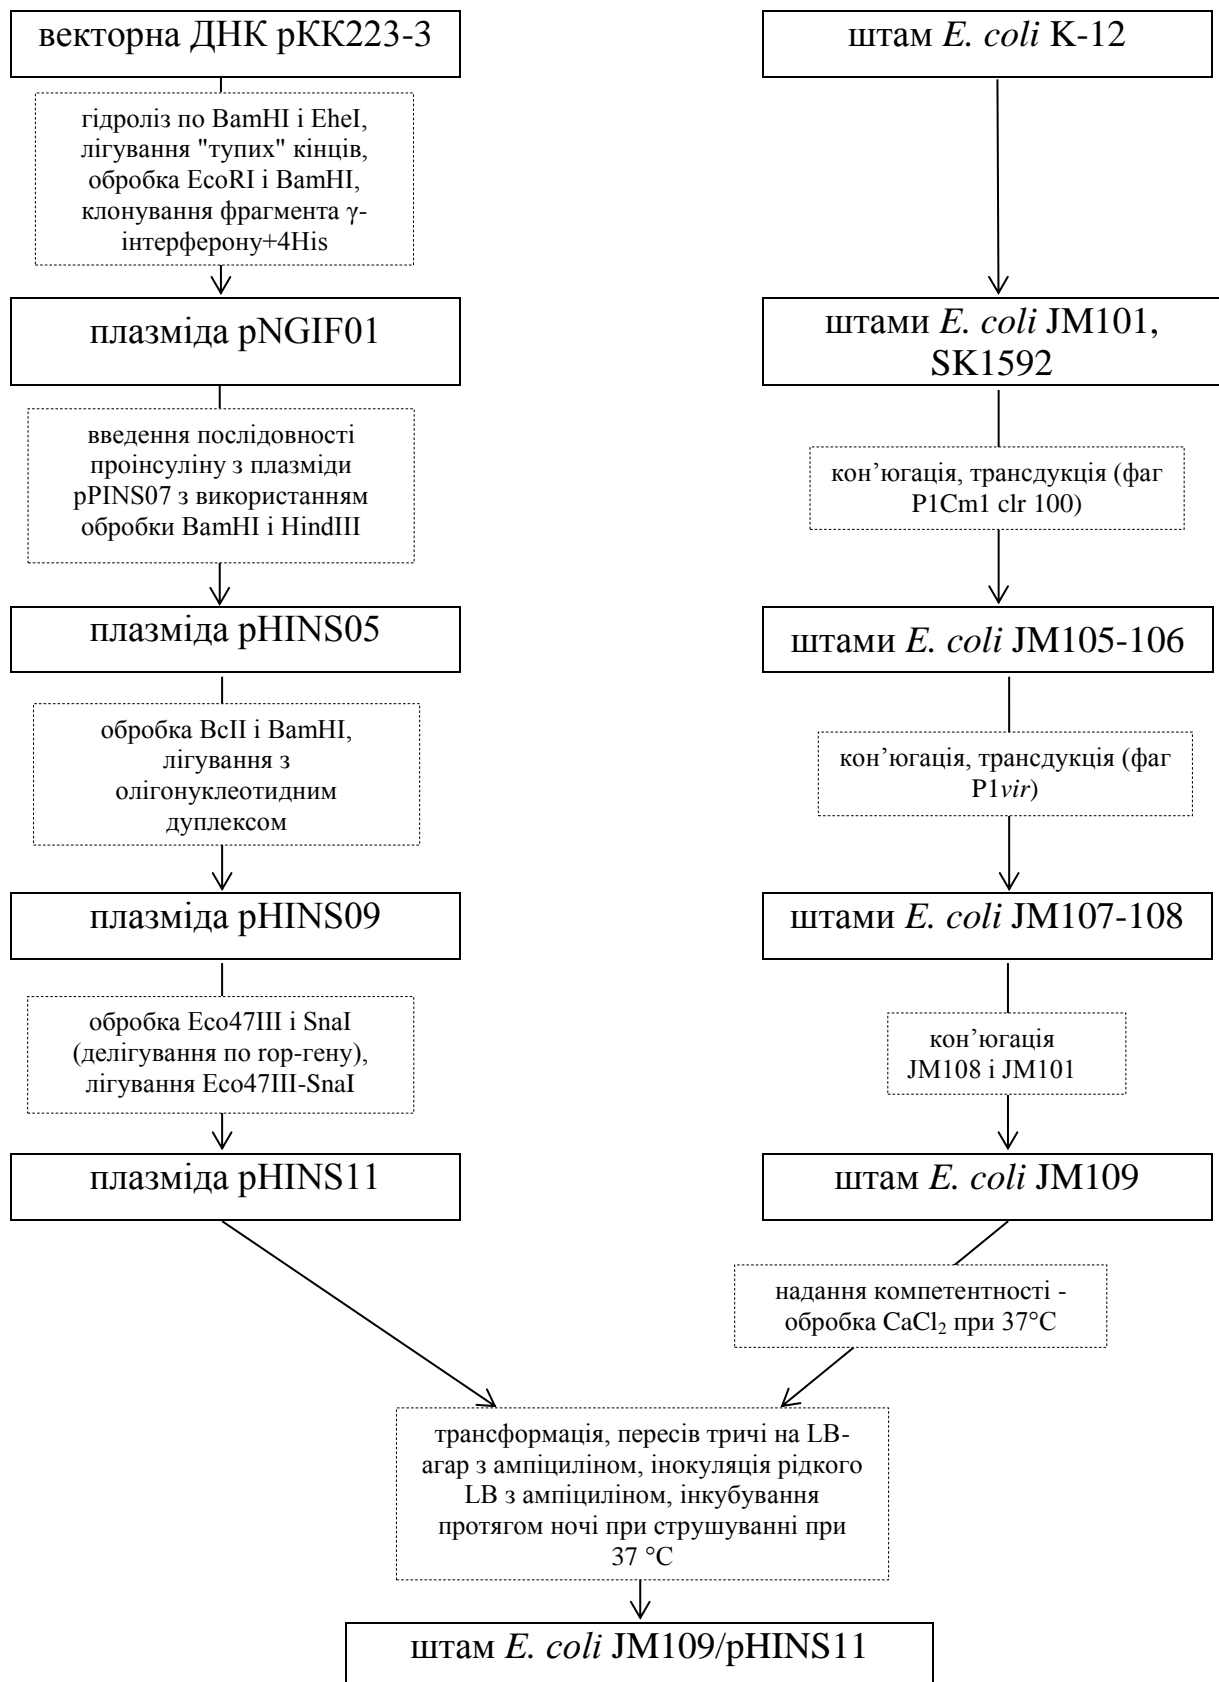 векторна ДНК рКК223-3
гідроліз по BamHI і EheI,
лігування "тупих" кінців,
обробка EcoRI і BamHI,
клонування фрагмента γ-
інтерферону+4His
плазміда pNGIF01
введення послідовності
проінсуліну з плазміди
pPINS07 з використанням
обробки BamHI і HindIII
плазміда pHINS05
обробка BcII і BamHI,
лігування з
олігонуклеотидним
дуплексом
плазміда pHINS09
обробка Eco47III і SnaI
(делігування по rop-гену),
лігування Eco47III-SnaI
плазміда pHINS11
штам E. coli K-12
штами E. coli JM101,
SK1592
кон’югація, трансдукція (фаг
P1Cm1 clr 100)
штами E. coli JM105-106
кон’югація, трансдукція (фаг
P1vir)
штами E. coli JM107-108
кон’югація
JM108 і JM101
штам E. coli JM109
надання компетентності -
обробка CaCl₂ при 37°C
трансформація, пересів тричі на LB-
агар з ампіциліном, інокуляція рідкого
LB з ампіциліном, інкубування
протягом ночі при струшуванні при
37 °C
штам E. coli JM109/pHINS11